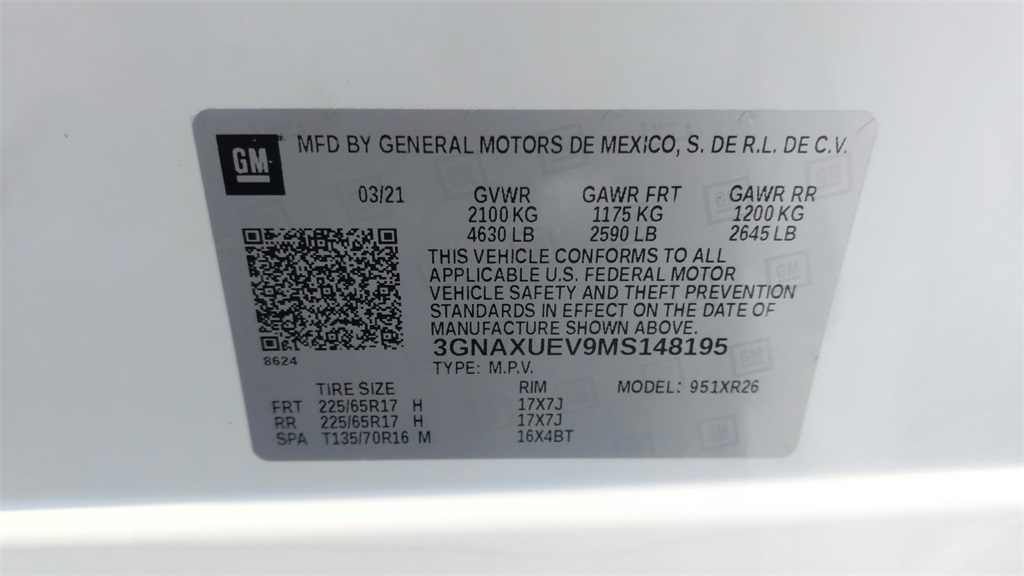 GM MFD BY GENERAL MOTORS DE MEXICO, S. DE R.L. DE C.V.
03/21 GVWR GAWR FRT GAWR RR
2100 KG 1175 KG 1200 KG
4630 LB 2590 LB 2645 LB
THIS VEHICLE CONFORMS TO ALL
APPLICABLE U.S. FEDERAL MOTOR
VEHICLE SAFETY AND THEFT PREVENTION
STANDARDS IN EFFECT ON THE DATE OF
MANUFACTURE SHOWN ABOVE.
3GNAXUEV9MS148195
8624
TYPE: M.P.V.
TIRE SIZE RIM MODEL: 951XR26
FRT 225/65R17 H 17X7J
RR 225/65R17 H 17X7J
SPA T135/70R16 M 16X4BT